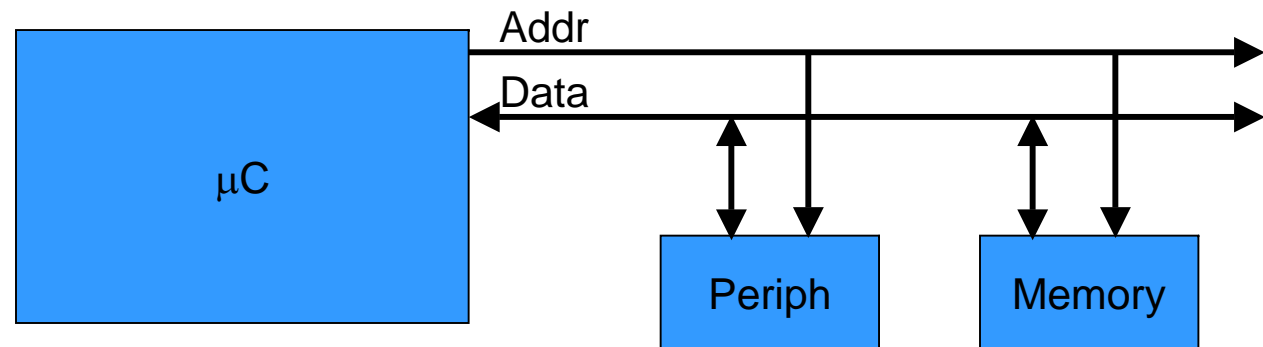 Addr
Data
μC
Periph
Memory